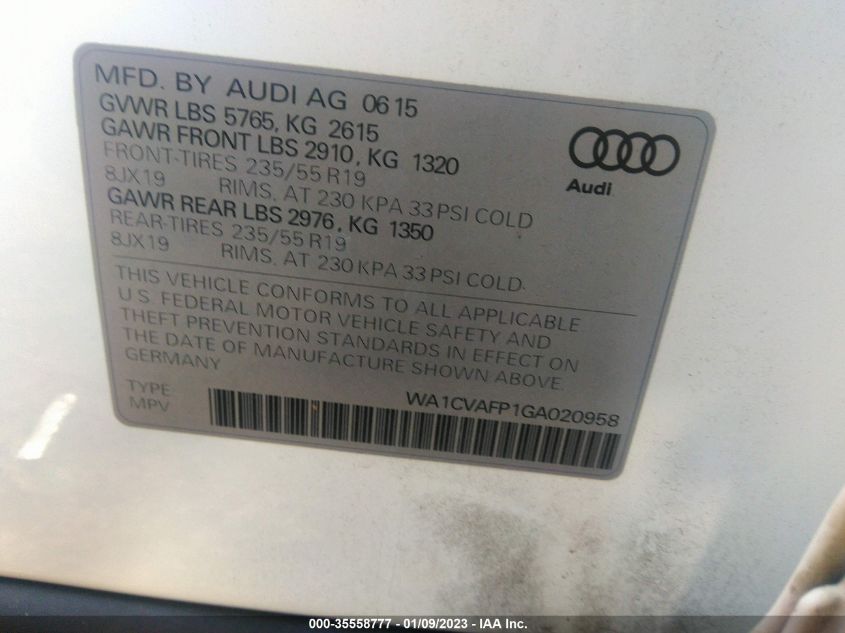 MFD. BY AUDI AG 06 15
GVWR LBS 5765, KG 2615
GAWR FRONT LBS 2910, KG 1320
FRONT-TIRES 235/55 R19
8JX19 RIMS, AT 230 KPA 33 PSI COLD
GAWR REAR LBS 2976, KG 1350
REAR-TIRES 235/55 R19
8JX19 RIMS, AT 230 KPA 33 PSI COLD.
Audi
THIS VEHICLE CONFORMS TO ALL APPLICABLE
U.S. FEDERAL MOTOR VEHICLE SAFETY AND
THEFT PREVENTION STANDARDS IN EFFECT ON
THE DATE OF MANUFACTURE SHOWN ABOVE.
GERMANY
TYPE
MPV
WA1CVAFP1GA020958
000-35558777 - 01/09/2023 - IAA Inc.